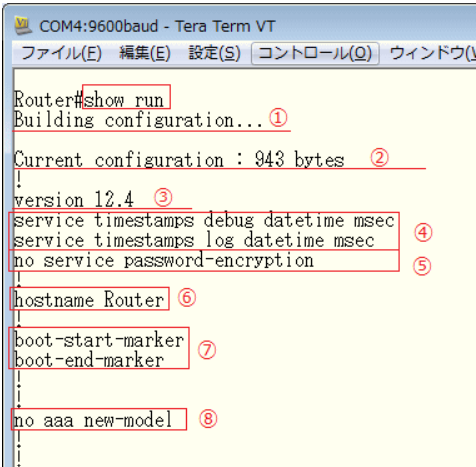 COM4:9600baud - Tera Term VT
ファイル(F) 編集(E) 設定(S) コントロール(O) ウィンドウ(
Router#show run
Building configuration... ①
Current configuration : 943 bytes ②
!
version 12.4 ③
service timestamps debug datetime msec
service timestamps log datetime msec ④
no service password-encryption ⑤
!
hostname Router ⑥
!
boot-start-marker
boot-end-marker ⑦
!
!
no aaa new-model ⑧
!
!